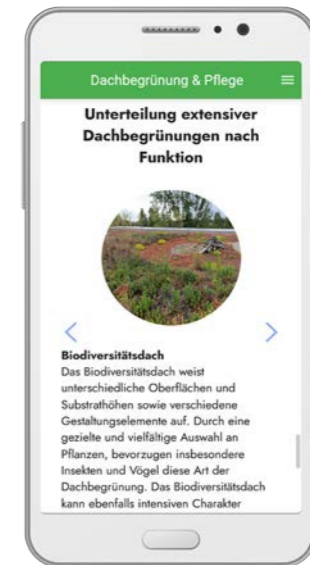 Dachbegrünung & Pflege
Unterteilung extensiver
Dachbegrünungen nach
Funktion
Biodiversitätsdach
Das Biodiversitätsdach weist
unterschiedliche Oberflächen und
Substrathöhen sowie verschiedene
Gestaltungselemente auf. Durch eine
gezielte und vielfältige Auswahl an
Pflanzen, bevorzugen insbesondere
Insekten und Vögel diese Art der
Dachbegrünung. Das Biodiversitätsdach
kann ebenfalls intensiven Charakter